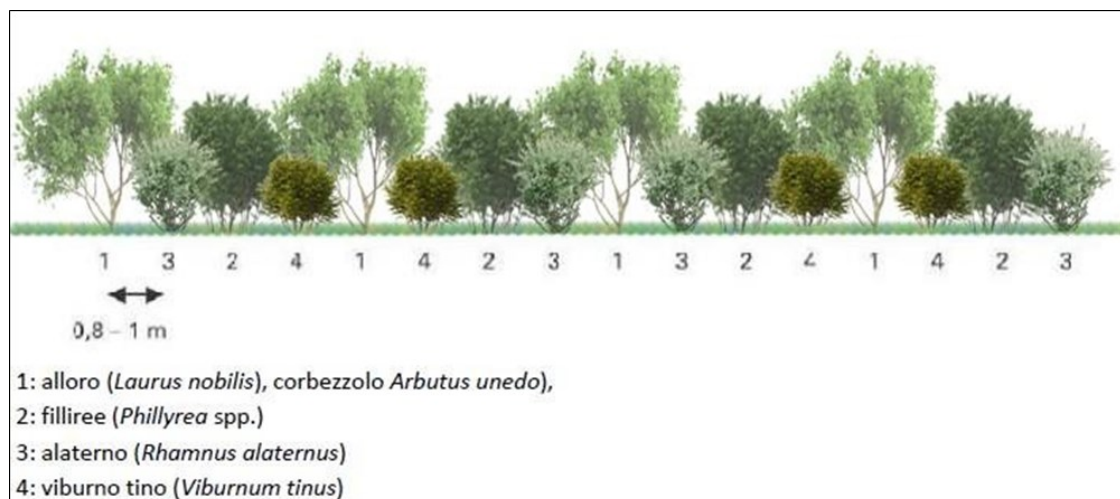 1 3 2 4 1 4 2 3 1 3 2 4 1 4 2 3
0,8 – 1 m
1: alloro (Laurus nobilis), corbezzolo Arbutus unedo),
2: filliree (Phillyrea spp.)
3: alaterno (Rhamnus alaternus)
4: viburno tino (Viburnum tinus)